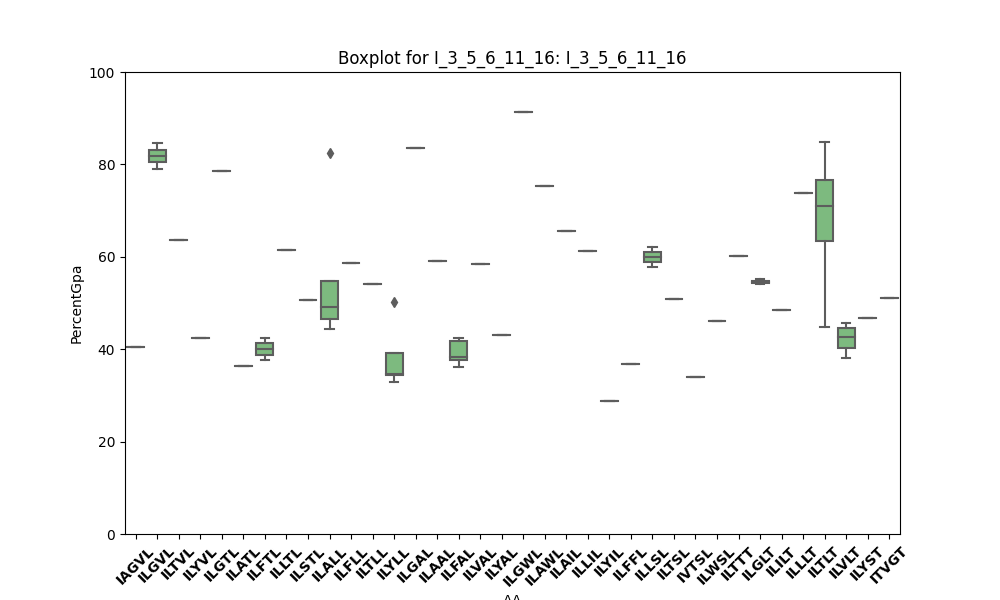 Boxplot for I_3_5_6_11_16: I_3_5_6_11_16
100
80
60
40
20
0
PercentGpa
IAGVL
ILGVL
ILTVL
ILYVL
ILGTL
ILATL
ILFTL
ILLTL
ILSTL
ILALL
ILFLL
ILTLL
ILYLL
ILGAL
ILAAL
ILFAL
ILVAL
ILYAL
ILGWL
ILAWL
ILAIL
ILLIL
ILYIL
ILFFL
ILLSL
ILTSL
IVTSL
ILWSL
ILTTT
ILGLT
ILILT
ILLLT
ILTLT
ILVLT
ILYST
ITVGT